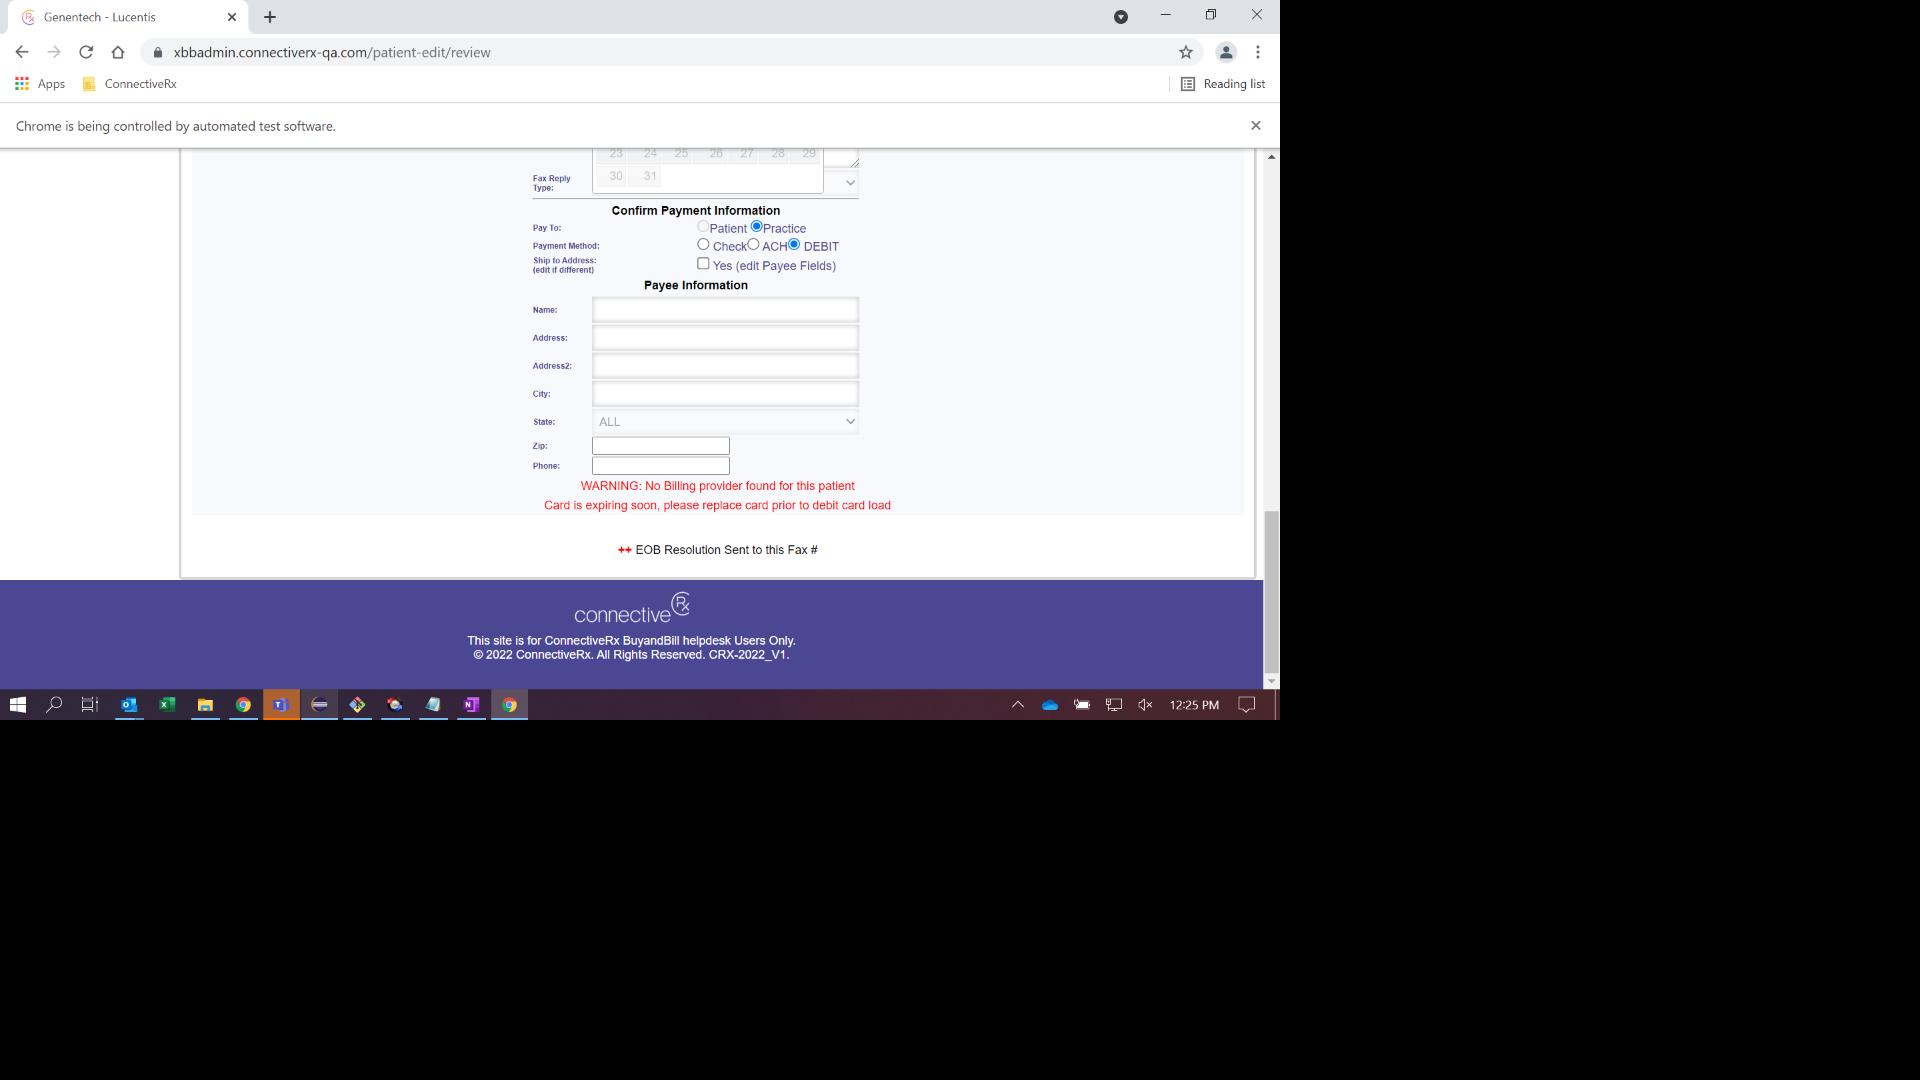 Genentech - Lucentis
xbbadmin.connectiverx-qa.com/patient-edit/review
Apps
ConnectiveRx
Reading list
Chrome is being controlled by automated test software.
23 24 25 26 27 28 29
30 31
Fax Reply
Type:
Confirm Payment Information
Pay To:
Patient Practice
Payment Method:
Check ACH DEBIT
Ship to Address:
(edit if different)
Yes (edit Payee Fields)
Payee Information
Name:
Address:
Address2:
City:
State:
ALL
Zip:
Phone:
WARNING: No Billing provider found for this patient
Card is expiring soon, please replace card prior to debit card load
++ EOB Resolution Sent to this Fax #
connective Rx
This site is for ConnectiveRx BuyandBill helpdesk Users Only.
© 2022 ConnectiveRx. All Rights Reserved. CRX-2022_V1.
12:25 PM